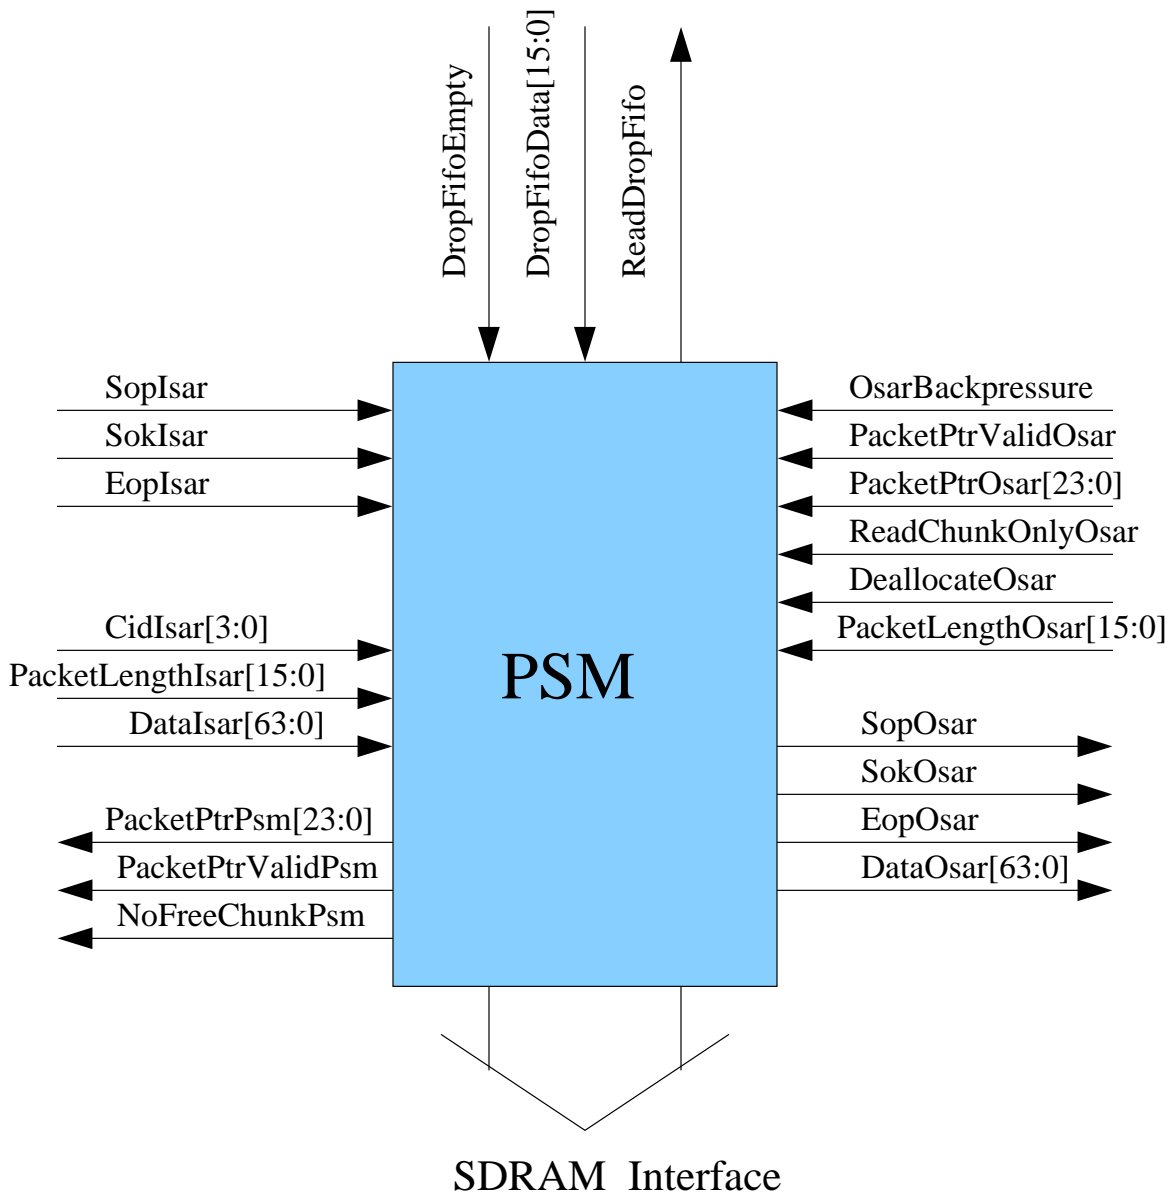 DropFifoEmpty
DropFifoData[15:0]
ReadDropFifo
SopIsar
SokIsar
EopIsar
CidIsar[3:0]
PacketLengthIsar[15:0]
DataIsar[63:0]
PacketPtrPsm[23:0]
PacketPtrValidPsm
NoFreeChunkPsm
PSM
OsarBackpressure
PacketPtrValidOsar
PacketPtrOsar[23:0]
ReadChunkOnlyOsar
DeallocateOsar
PacketLengthOsar[15:0]
SopOsar
SokOsar
EopOsar
DataOsar[63:0]
SDRAM Interface